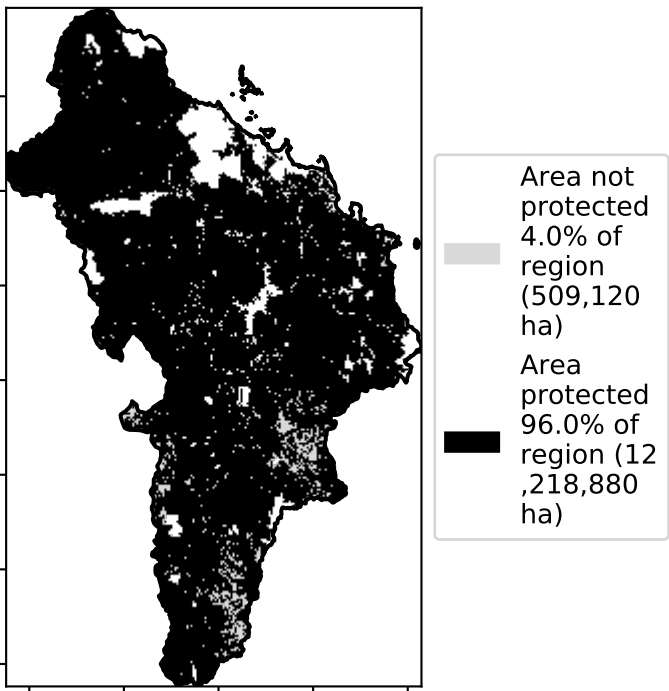 Area not
protected
4.0% of
region
(509,120
ha)
Area
protected
96.0% of
region (12
,218,880
ha)